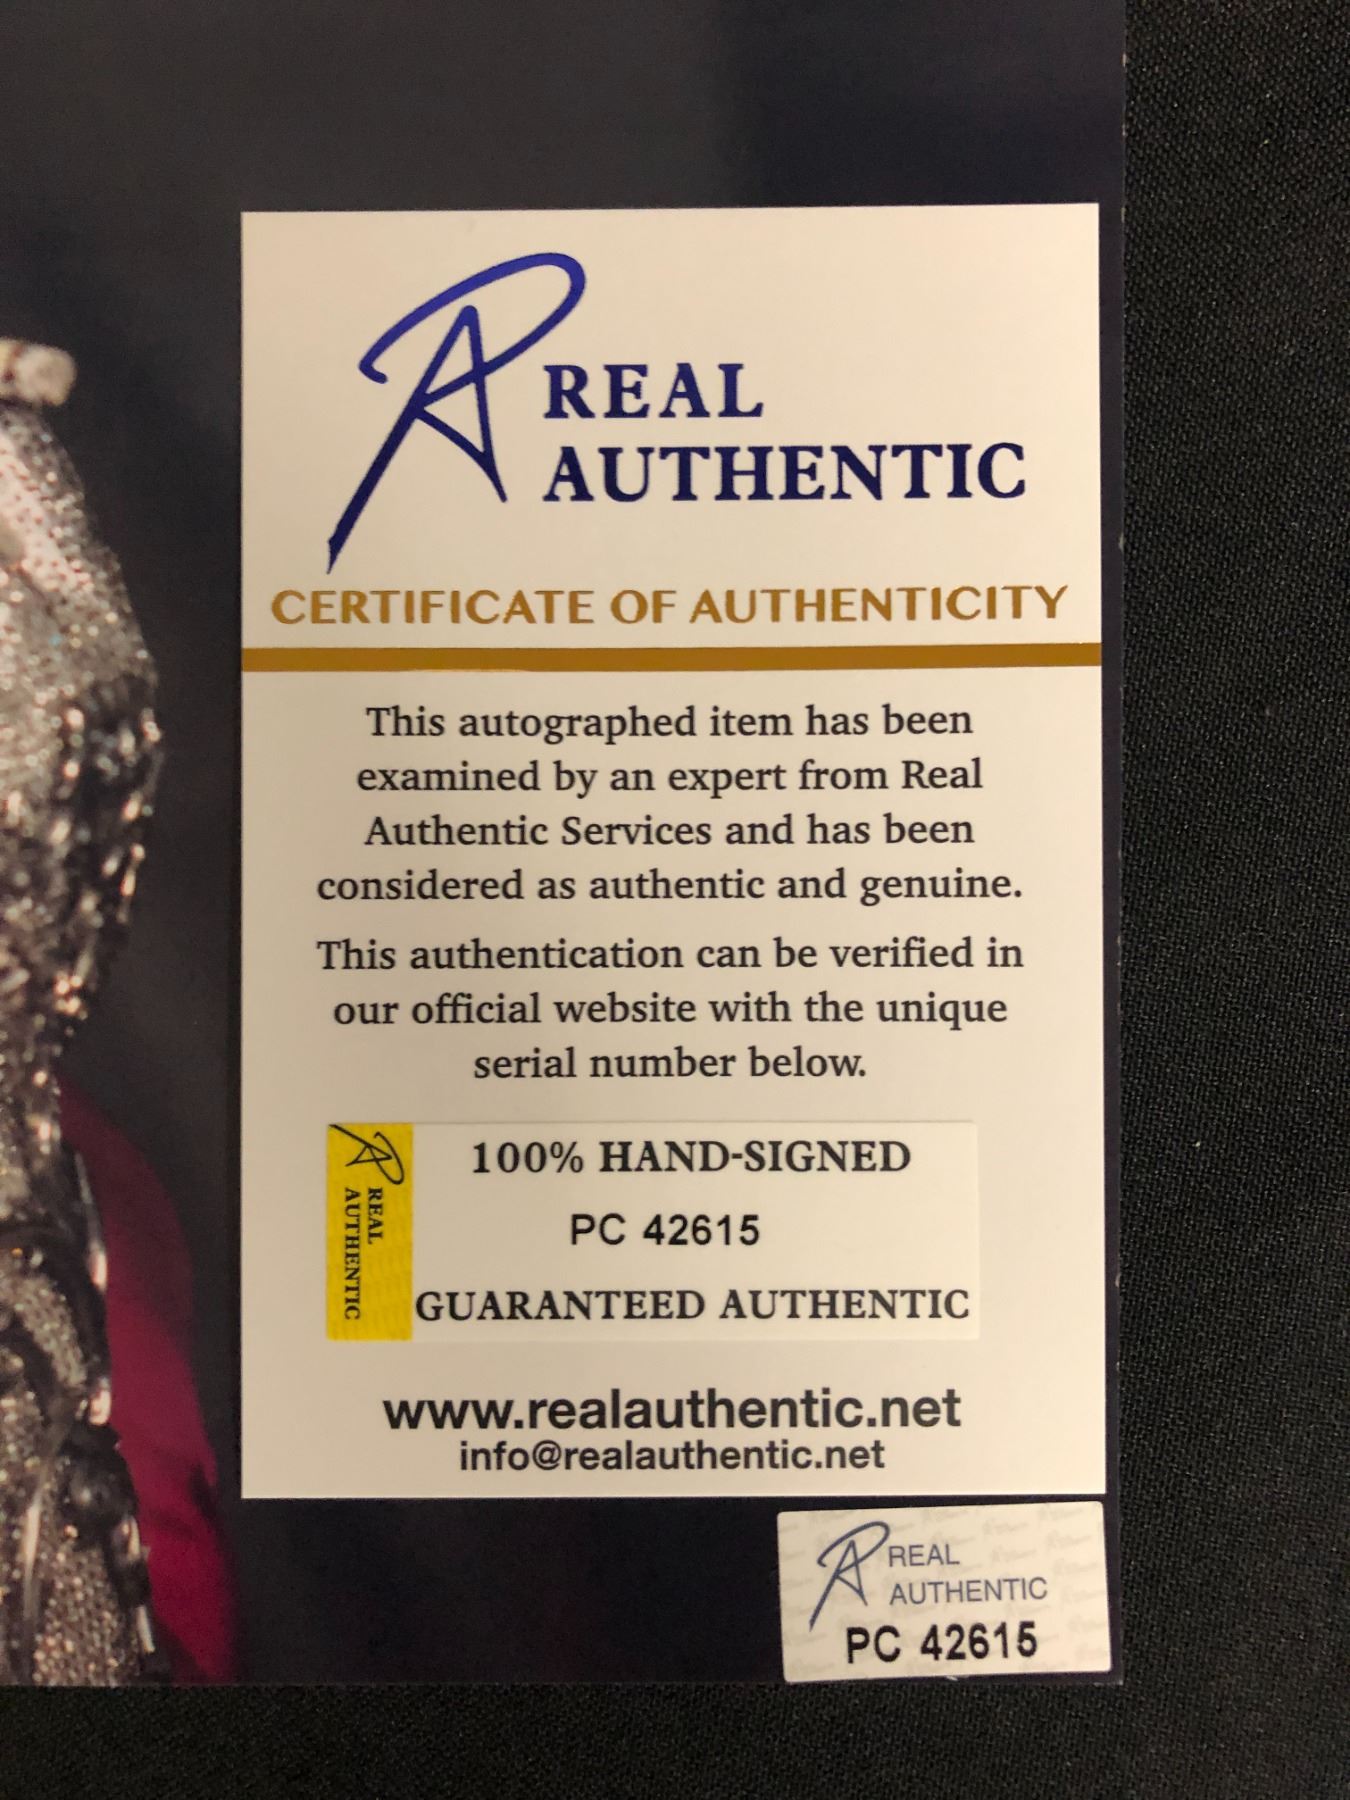 REAL
AUTHENTIC
CERTIFICATE OF AUTHENTICITY
This autographed item has been
examined by an expert from Real
Authentic Services and has been
considered as authentic and genuine.
This authentication can be verified in
our official website with the unique
serial number below.
REAL
AUTHENTIC
100% HAND-SIGNED
PC 42615
GUARANTEED AUTHENTIC
www.realauthentic.net
info@realauthentic.net
REAL
AUTHENTIC
PC 42615